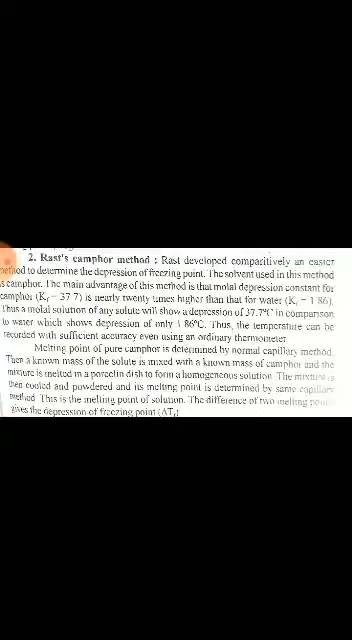 2. Rast's camphor method : Rast developed comparitively an easier
method to determine the depression of freezing point. The solvent used in this method
is camphor. The main advantage of this method is that molal depression constant for
camphor (Kf = 37 7) is nearly twenty times higher than that for water (Kf = 1 86).
Thus a molal solution of any solute will show a depression of 37.7°C in comparison
to water which shows depression of only 1 86°C. Thus, the temperature can be
recorded with sufficient accuracy even using an ordinary thermometer.
Melting point of pure camphor is determined by normal capillary method.
Then a known mass of the solute is mixed with a known mass of camphor and the
mixture is melted in a porcelin dish to form a homogeneous solution. The mixture is
then cooled and powdered and its melting point is determined by same capillary
method. This is the melting point of solution. The difference of two melting point
gives the depression of freezing point (ΔTf)